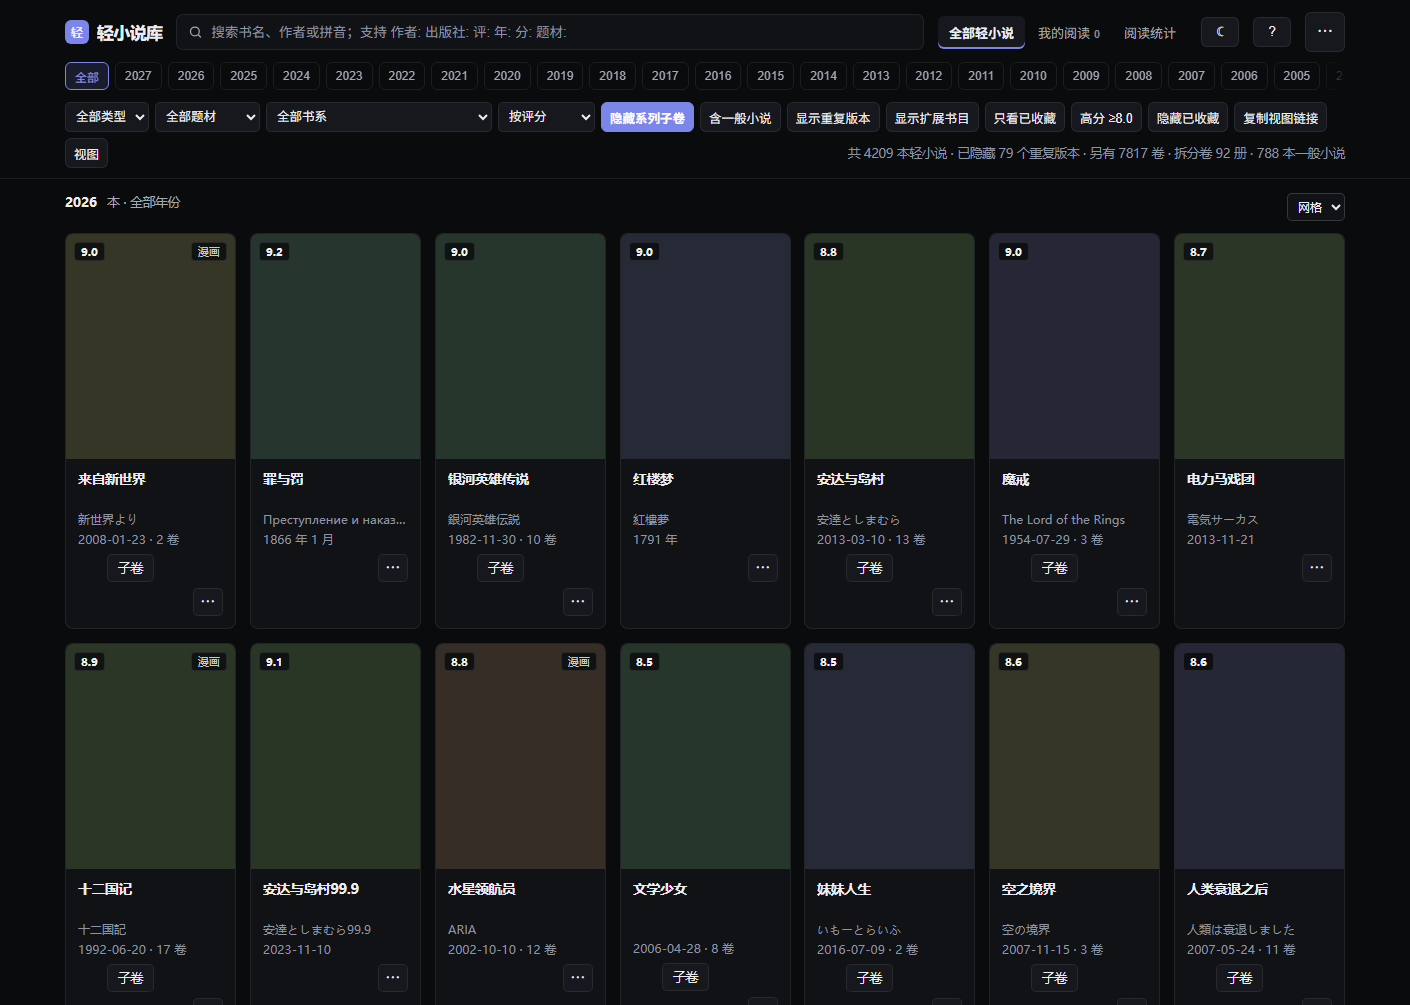 轻 轻小说库 搜索书名、作者或拼音；支持 作者: 出版社: 评: 年: 分: 题材: 全部轻小说 我的阅读 0 阅读统计 ☾ ? ···
全部 2027 2026 2025 2024 2023 2022 2021 2020 2019 2018 2017 2016 2015 2014 2013 2012 2011 2010 2009 2008 2007 2006 2005
全部类型 全部题材 全部书系 按评分 隐藏系列子卷 含一般小说 显示重复版本 显示扩展书目 只看已收藏 高分 ≥8.0 隐藏已收藏 复制视图链接
视图 共 4209 本轻小说 · 已隐藏 79 个重复版本 · 另有 7817 卷 · 拆分卷 92 册 · 788 本一般小说
2026 本 · 全部年份 网格
9.0 漫画 9.2 9.0 9.0 8.8 9.0 8.7
来自新世界 罪与罚 银河英雄传说 红楼梦 安达与岛村 魔戒 电力马戏团
新世界より Преступление и наказ... 銀河英雄伝説 紅樓夢 安達としまむら The Lord of the Rings 電気サーカス
2008-01-23 · 2 卷 1866 年 1 月 1982-11-30 · 10 卷 1791 年 2013-03-10 · 13 卷 1954-07-29 · 3 卷 2013-11-21
子卷 ··· 子卷 ··· 子卷 子卷 ···
··· ··· ··· ···
8.9 漫画 9.1 8.8 漫画 8.5 8.5 8.6 8.6
十二国记 安达与岛村99.9 水星领航员 文学少女 妹妹人生 空之境界 人类衰退之后
十二国記 安達としまむら99.9 ARIA いもーとらいふ 空の境界 人類は衰退しました
1992-06-20 · 17 卷 2023-11-10 2002-10-10 · 12 卷 2006-04-28 · 8 卷 2016-07-09 · 2 卷 2007-11-15 · 3 卷 2007-05-24 · 11 卷
子卷 ··· ··· 子卷 子卷 子卷 子卷